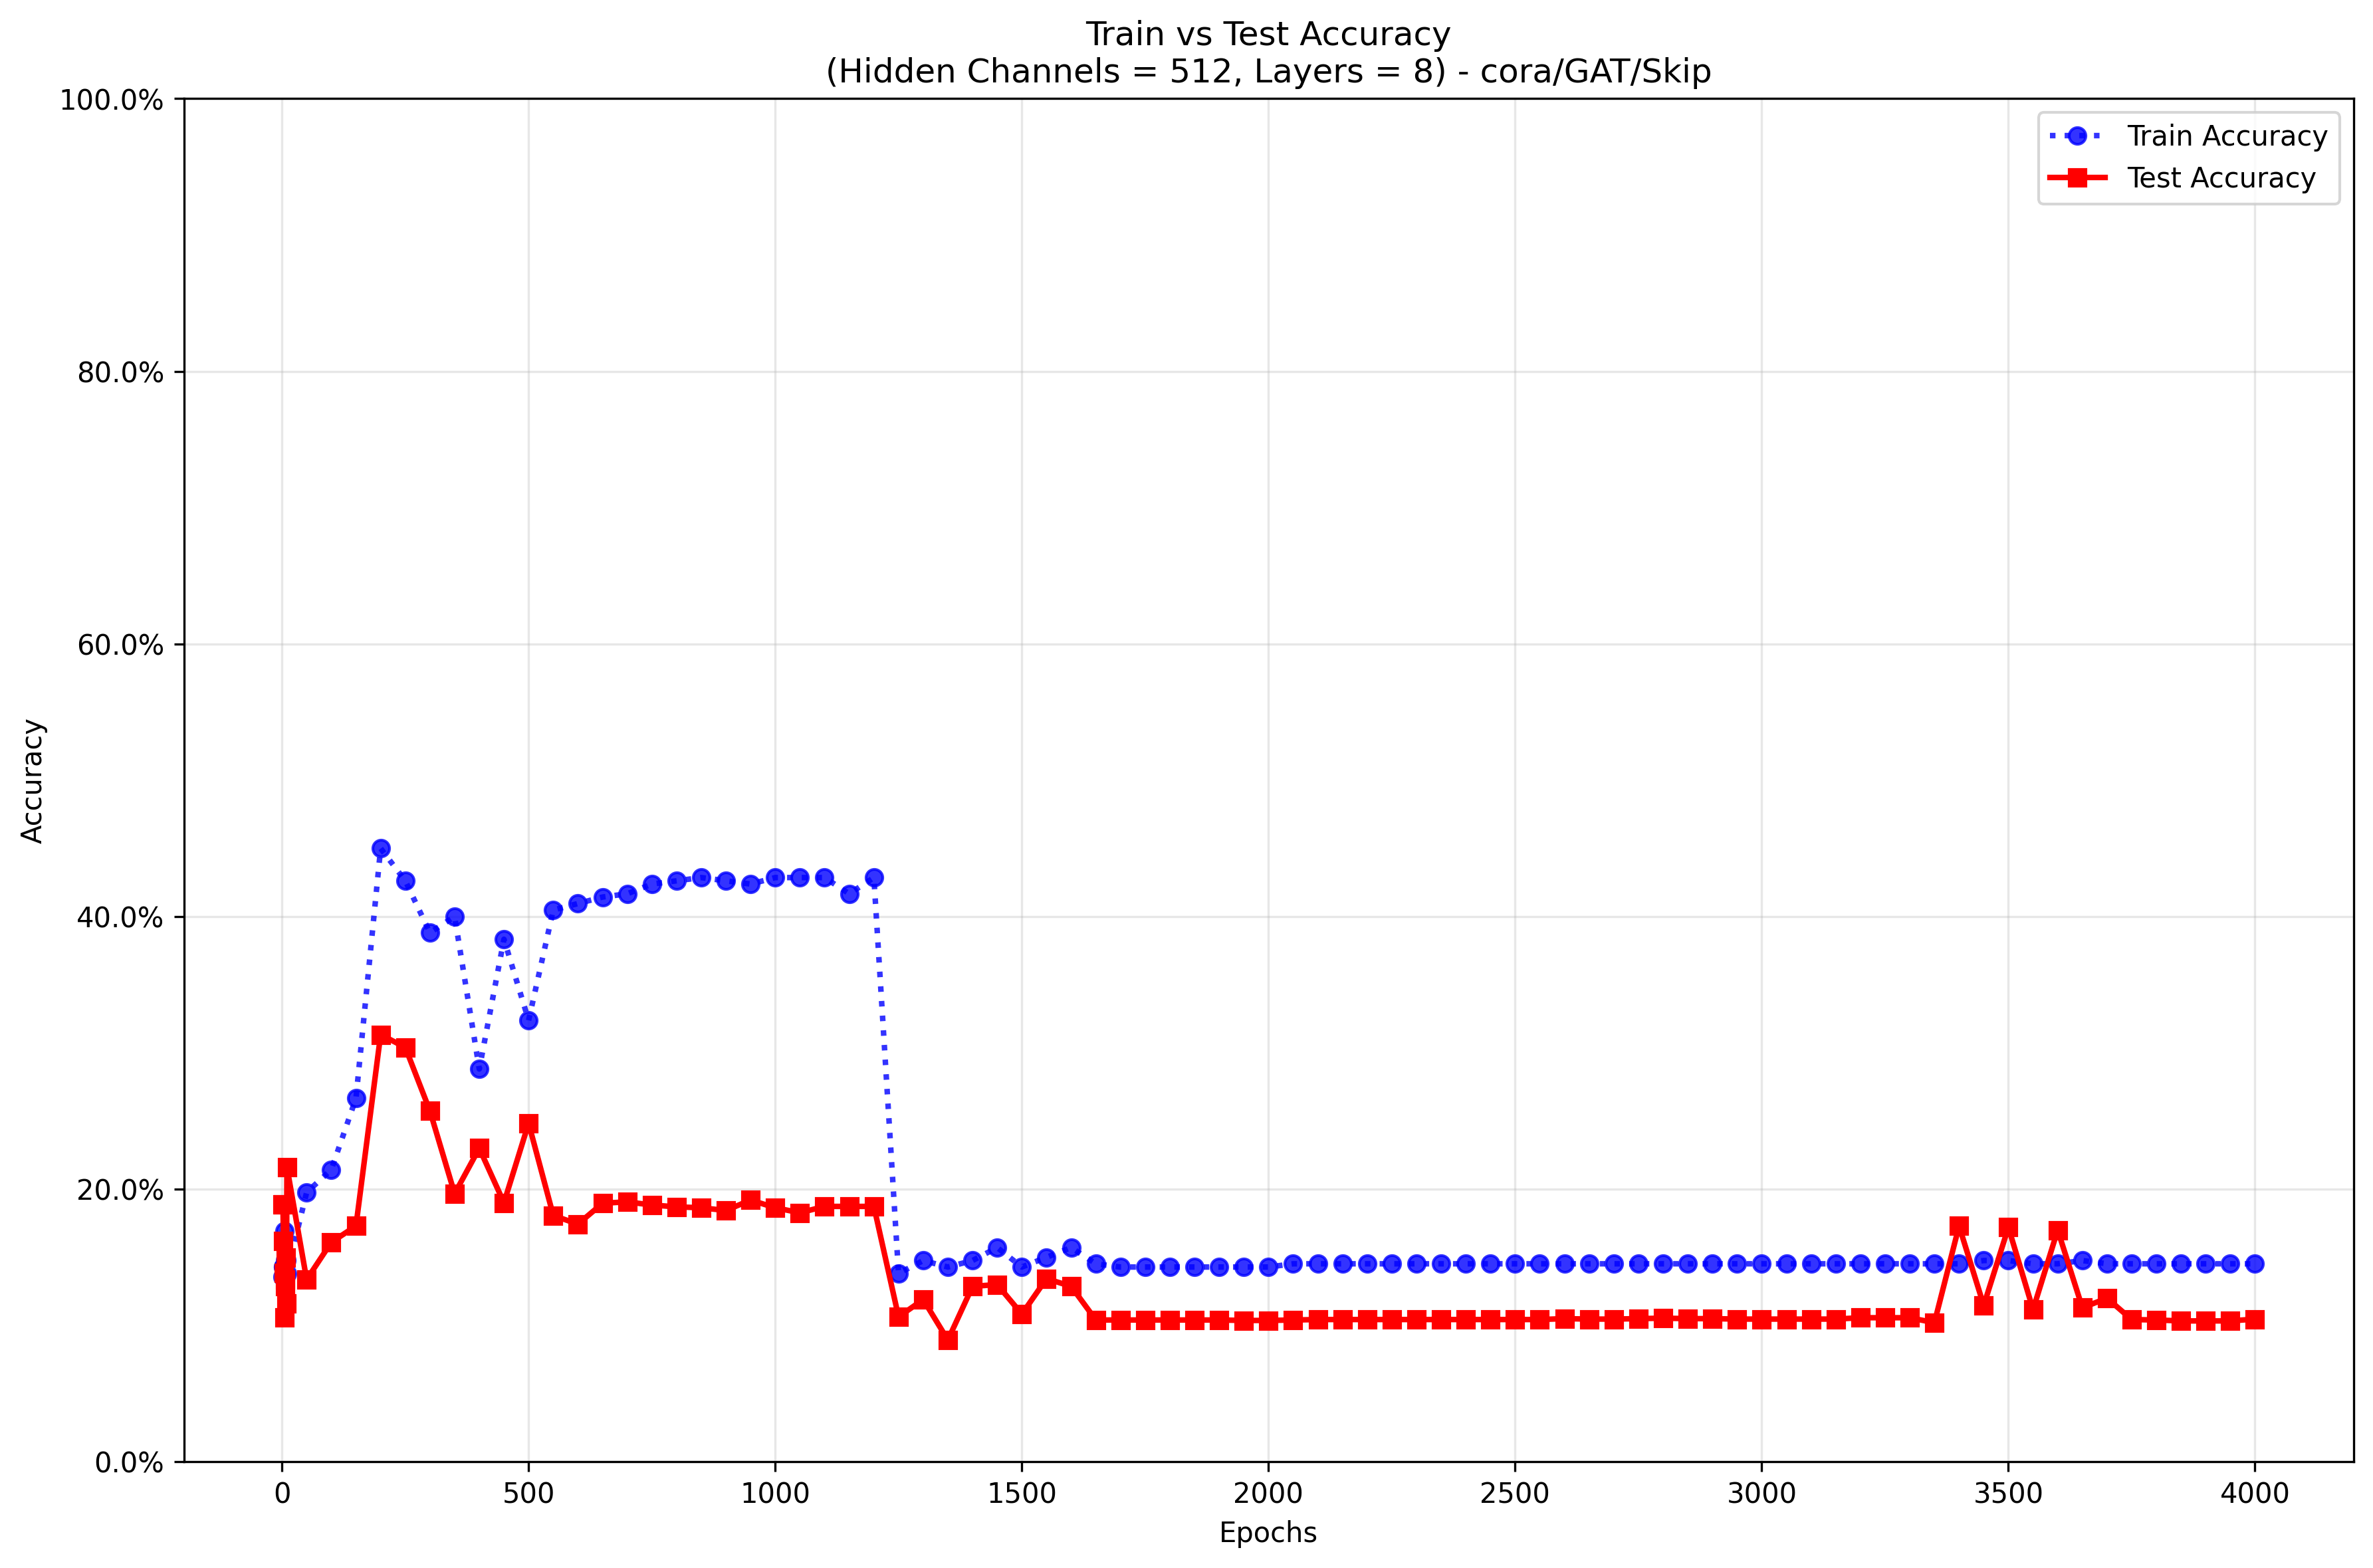 Train vs Test Accuracy
(Hidden Channels = 512, Layers = 8) - cora/GAT/Skip
100.0%
80.0%
60.0%
40.0%
20.0%
0.0%
Accuracy
Train Accuracy
Test Accuracy
0 500 1000 1500 2000 2500 3000 3500 4000
Epochs